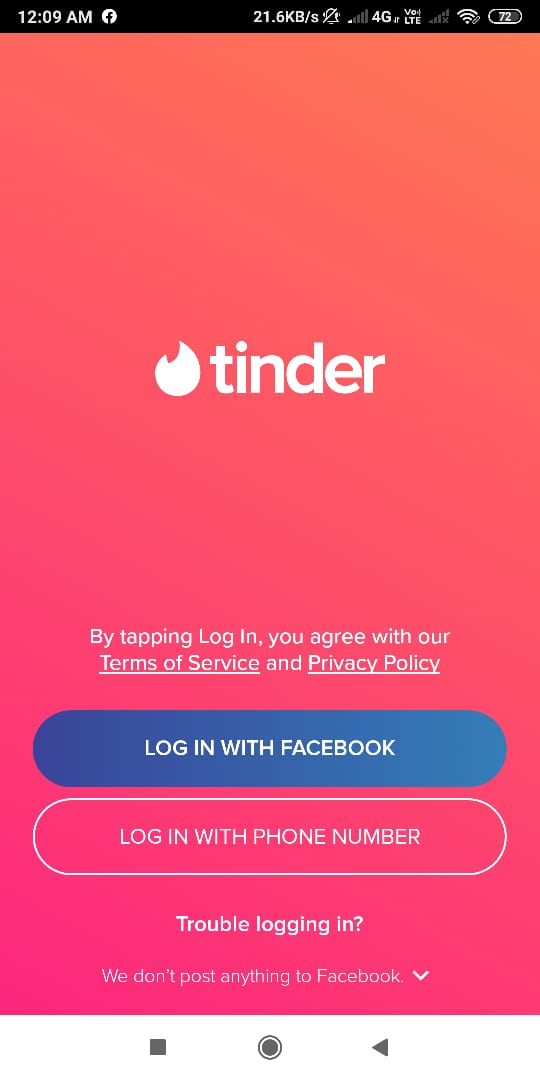 12:09 AM 21.6KB/s 4G Vo LTE 72
tinder
By tapping Log In, you agree with our
Terms of Service and Privacy Policy
LOG IN WITH FACEBOOK
LOG IN WITH PHONE NUMBER
Trouble logging in?
We don't post anything to Facebook.